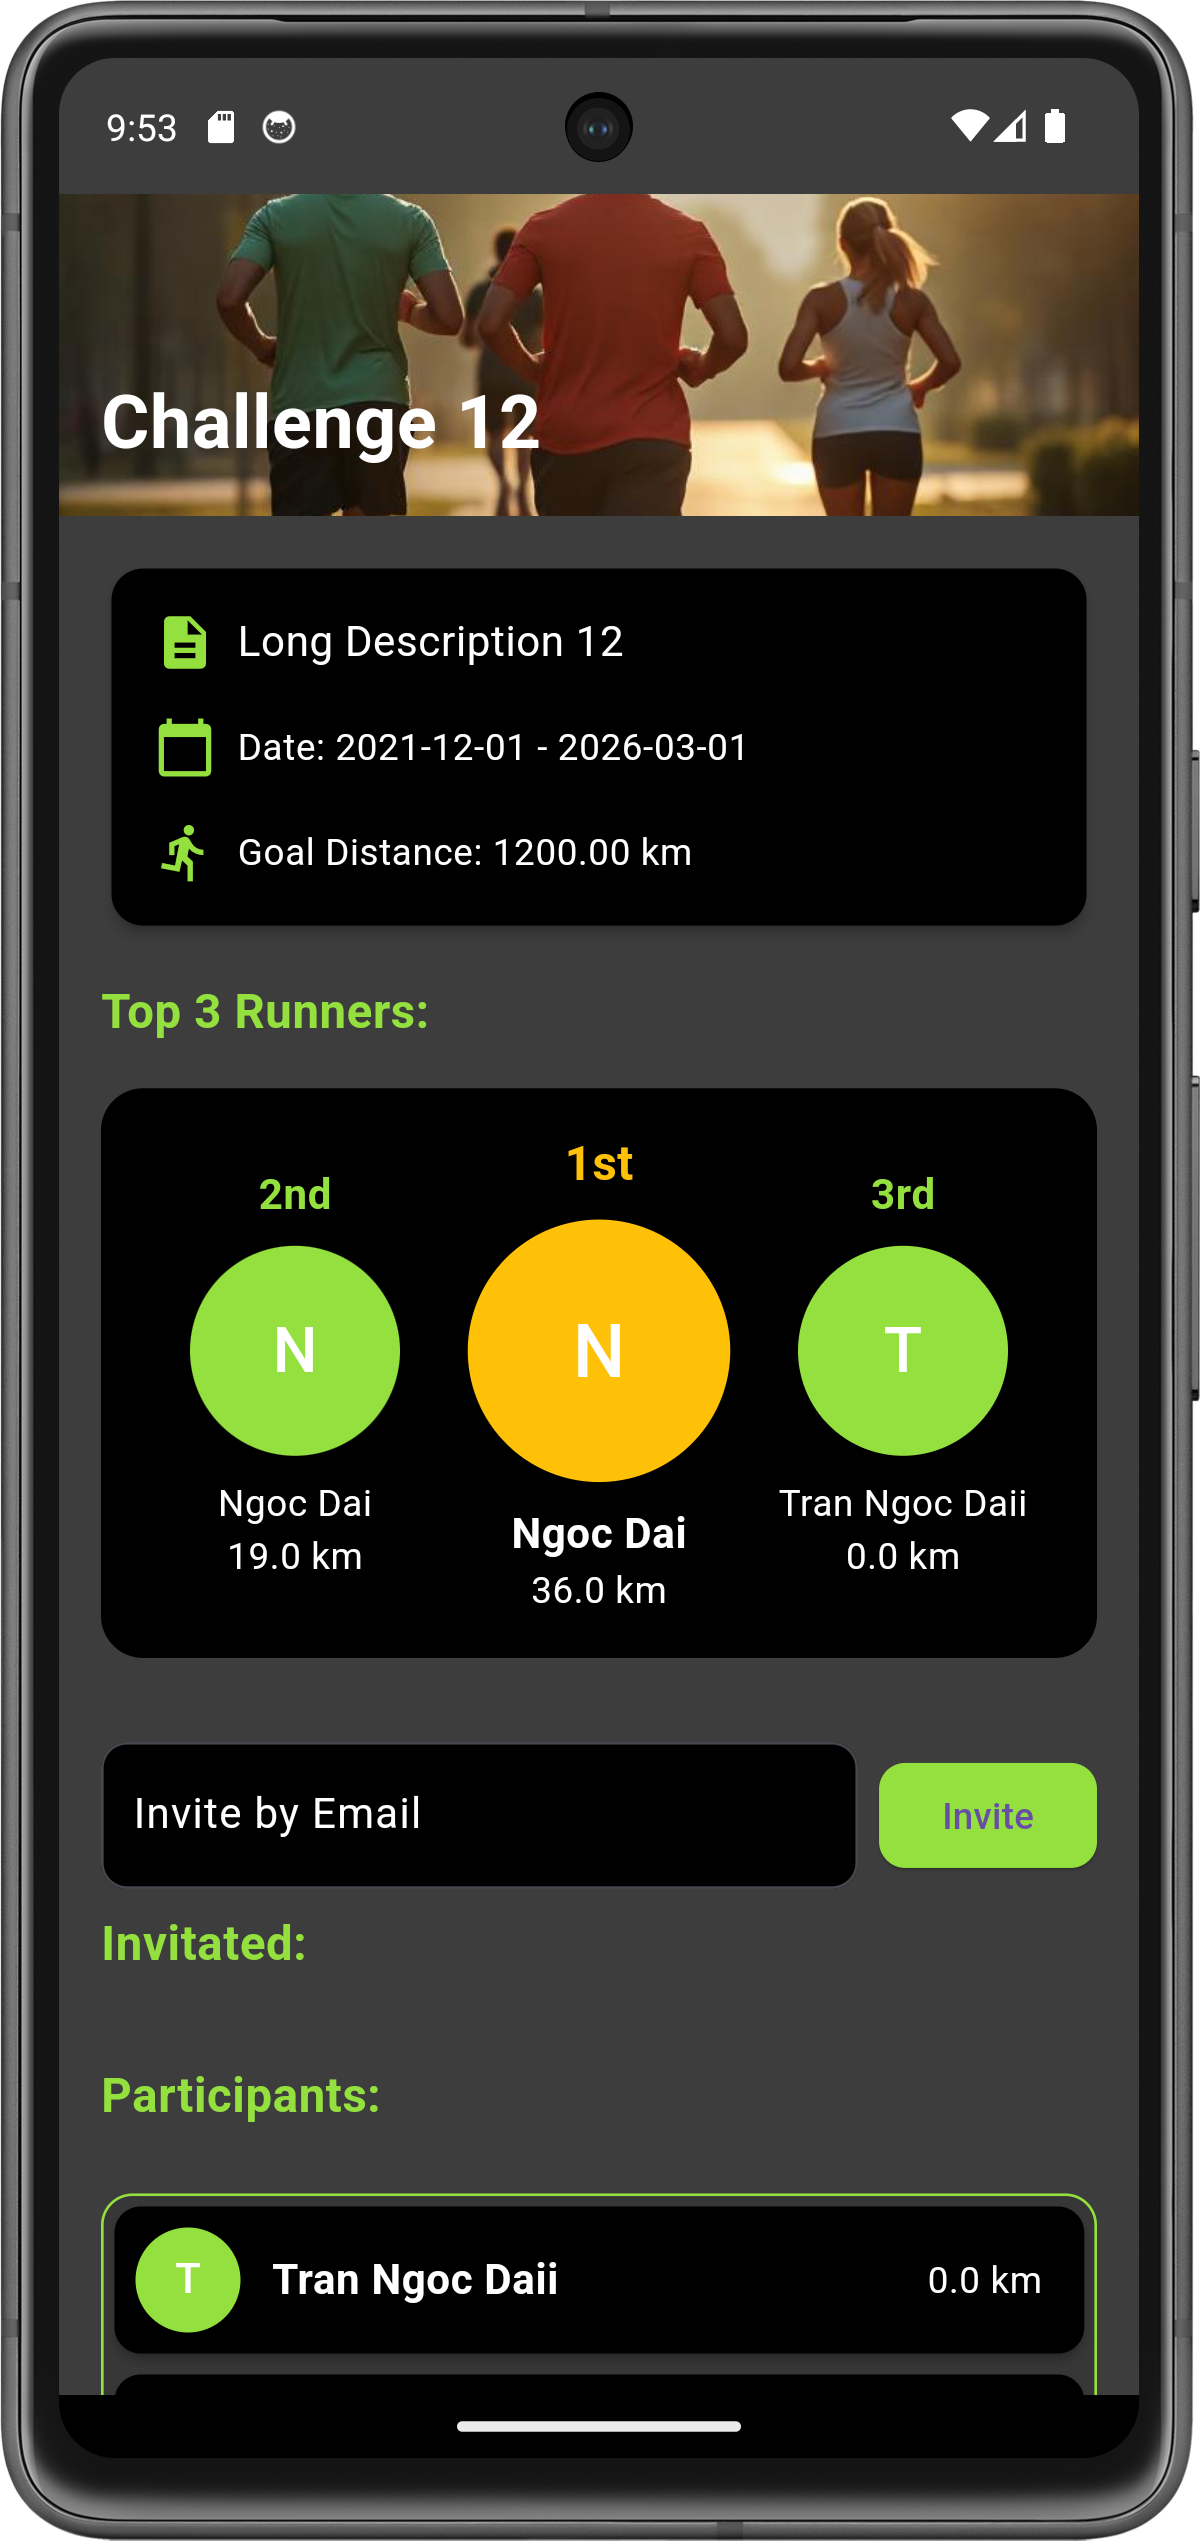 9:53
Challenge 12
Long Description 12
Date: 2021-12-01 - 2026-03-01
Goal Distance: 1200.00 km
Top 3 Runners:
2nd
1st
3rd
N
N
T
Ngoc Dai
19.0 km
Ngoc Dai
36.0 km
Tran Ngoc Daii
0.0 km
Invite by Email
Invite
Invitated:
Participants:
T
Tran Ngoc Daii
0.0 km